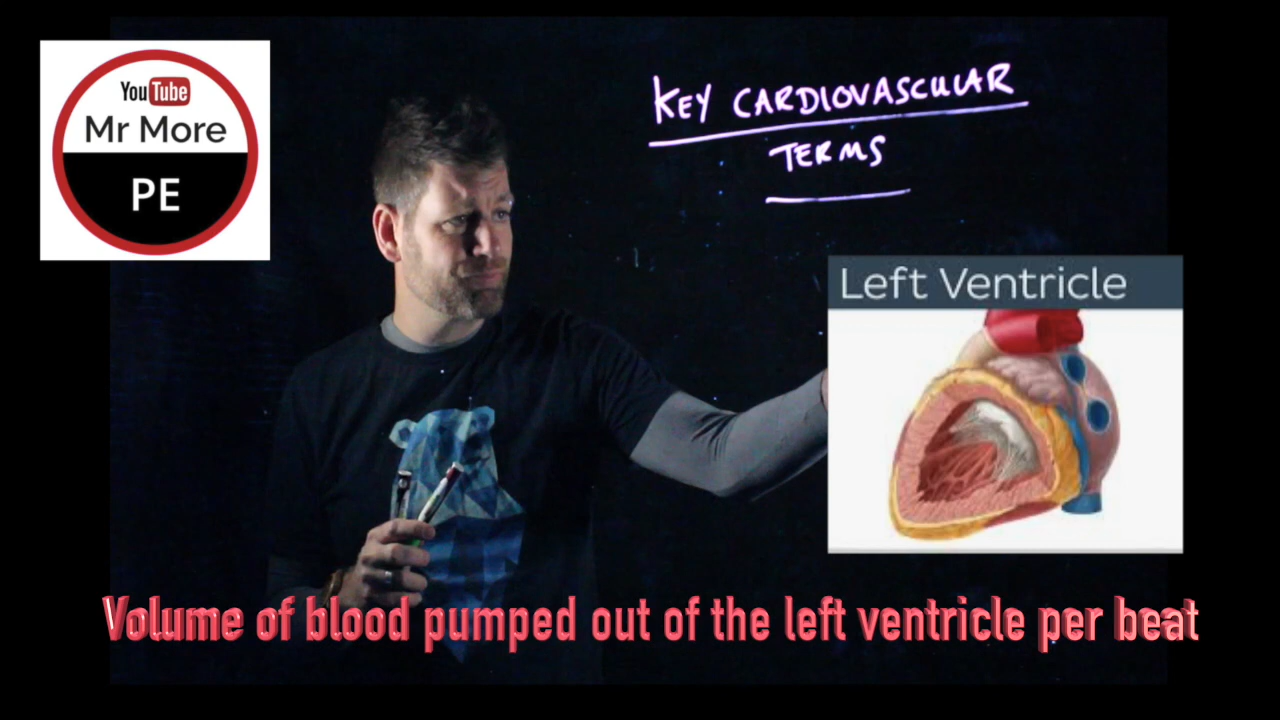 YouTube
Mr More
PE
KEY CARDIOVASCULAR
TERMS
Left Ventricle
Volume of blood pumped out of the left ventricle per beat